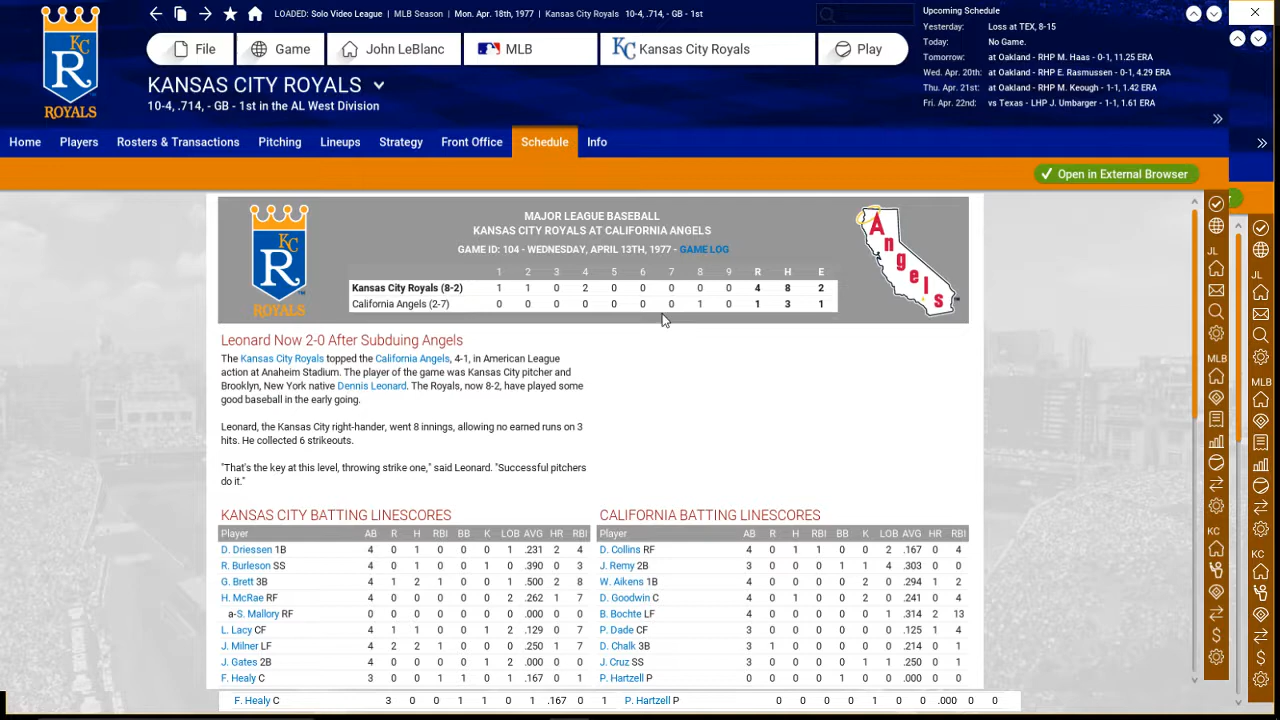 LOADED: Solo Video League | MLB Season | Mon. Apr. 18th, 1977 | Kansas City Royals 10-4, .714, - GB - 1st
Upcoming Schedule
Yesterday: Loss at TEX, 8-15
Today: No Game.
Tomorrow: at Oakland - RHP M. Haas - 0-1, 11.25 ERA
Wed. Apr. 20th: at Oakland - RHP E. Rasmussen - 0-1, 4.29 ERA
Thu. Apr. 21st: at Oakland - RHP M. Keough - 1-1, 1.42 ERA
Fri. Apr. 22nd: vs Texas - LHP J. Umbarger - 1-1, 1.61 ERA
KC R ROYALS
File Game John LeBlanc MLB KC Kansas City Royals Play
KANSAS CITY ROYALS
10-4, .714, - GB - 1st in the AL West Division
Home Players Rosters & Transactions Pitching Lineups Strategy Front Office Schedule Info
Open in External Browser
KC R
MAJOR LEAGUE BASEBALL
KANSAS CITY ROYALS AT CALIFORNIA ANGELS
GAME ID: 104 - WEDNESDAY, APRIL 13TH, 1977 - GAME LOG
Angels
1 2 3 4 5 6 7 8 9 R H E
Kansas City Royals (8-2) 1 1 0 2 0 0 0 0 0 4 8 2
California Angels (2-7) 0 0 0 0 0 0 0 1 0 1 3 1
Leonard Now 2-0 After Subduing Angels
The Kansas City Royals topped the California Angels, 4-1, in American League
action at Anaheim Stadium. The player of the game was Kansas City pitcher and
Brooklyn, New York native Dennis Leonard. The Royals, now 8-2, have played some
good baseball in the early going.
Leonard, the Kansas City right-hander, went 8 innings, allowing no earned runs on 3
hits. He collected 6 strikeouts.
"That's the key at this level, throwing strike one," said Leonard. "Successful pitchers
do it."
KANSAS CITY BATTING LINESCORES
Player AB R H RBI BB K LOB AVG HR RBI
D. Driessen 1B 4 0 1 0 0 0 1 .231 2 4
R. Burleson SS 4 0 1 0 0 1 0 .390 0 3
G. Brett 3B 4 1 2 1 0 0 1 .500 2 8
H. McRae RF 4 0 1 0 0 0 2 .262 1 7
a-S. Mallory RF 0 0 0 0 0 0 0 .000 0 0
L. Lacy CF 4 1 1 0 0 1 2 .129 0 7
J. Milner LF 4 2 2 1 0 0 0 .250 1 7
J. Gates 2B 4 0 0 0 0 1 2 .000 0 0
F. Healy C 3 0 0 1 1 0 1 .167 0 1
F. Healy C 3 0 0 1 1 0 1 .167 0 1
CALIFORNIA BATTING LINESCORES
Player AB R H RBI BB K LOB AVG HR RBI
D. Collins RF 4 0 1 1 0 0 2 .167 0 4
J. Remy 2B 3 0 0 0 1 1 4 .303 0 0
W. Aikens 1B 4 0 0 0 0 2 0 .294 1 2
D. Goodwin C 4 0 1 0 0 2 0 .241 0 4
B. Bochte LF 4 0 0 0 0 0 1 .314 2 13
P. Dade CF 3 0 0 0 0 0 0 .125 1 4
D. Chalk 3B 3 1 0 0 0 0 0 .214 0 1
J. Cruz SS 3 0 0 0 0 1 1 .250 0 1
P. Hartzell P 0 0 0 0 1 0 0 .000 0 0
P. Hartzell P 0 0 0 0 1 0 0 .000 0 0
JL
MLB
KC
JL
MLB
KC